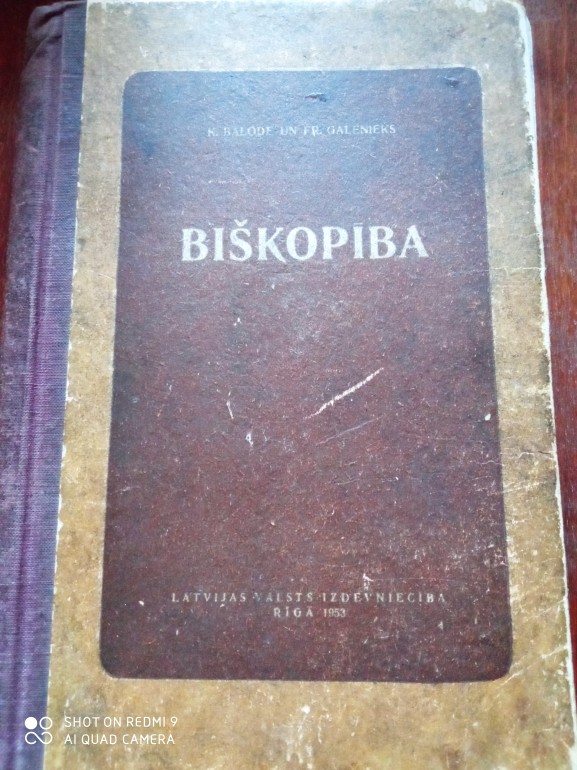 K. BALODE UN FR. GALENIEKS
BIŠKOPĪBA
LATVIJAS VALSTS IZDEVNIECĪBA
RĪGĀ 1953
SHOT ON REDMI 9
AI QUAD CAMERA